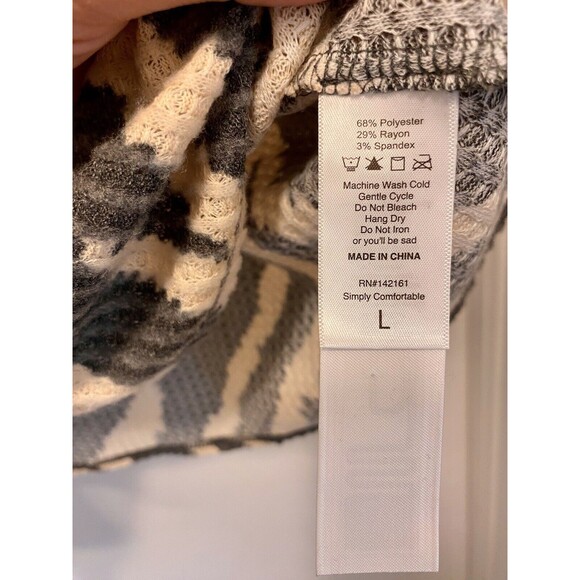 68% Polyester
29% Rayon
3% Spandex
Machine Wash Cold
Gentle Cycle
Do Not Bleach
Hang Dry
Do Not Iron
or you'll be sad
MADE IN CHINA
RN#142161
Simply Comfortable
L